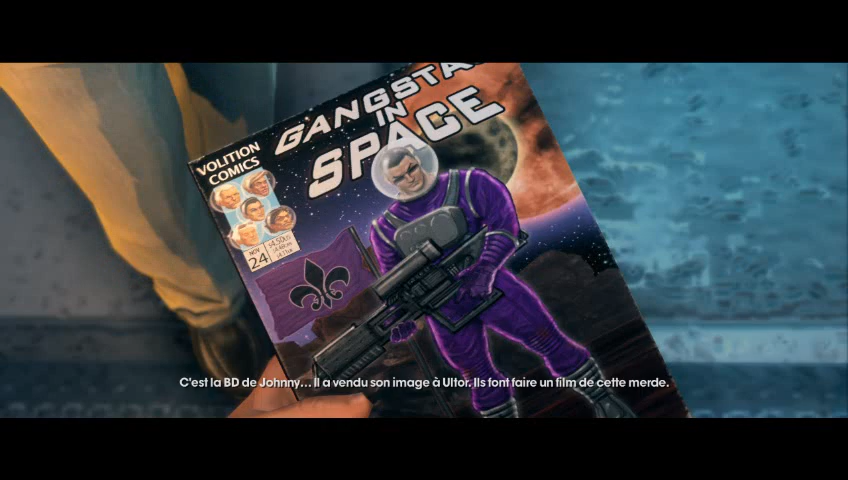 GANGSTA
IN
SPACE
VOLITION
COMICS
NOV
24
C'est la BD de Johnny... Il a vendu son image à Ultor. Ils font faire un film de cette merde.